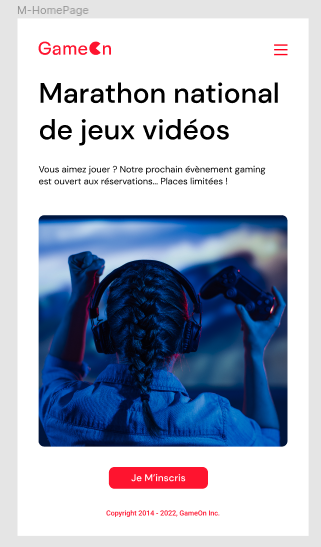 M-HomePage
GameOn
Marathon national
de jeux vidéos
Vous aimez jouer ? Notre prochain évènement gaming
est ouvert aux réservations... Places limitées !
Je M'inscris
Copyright 2014 - 2022, GameOn Inc.